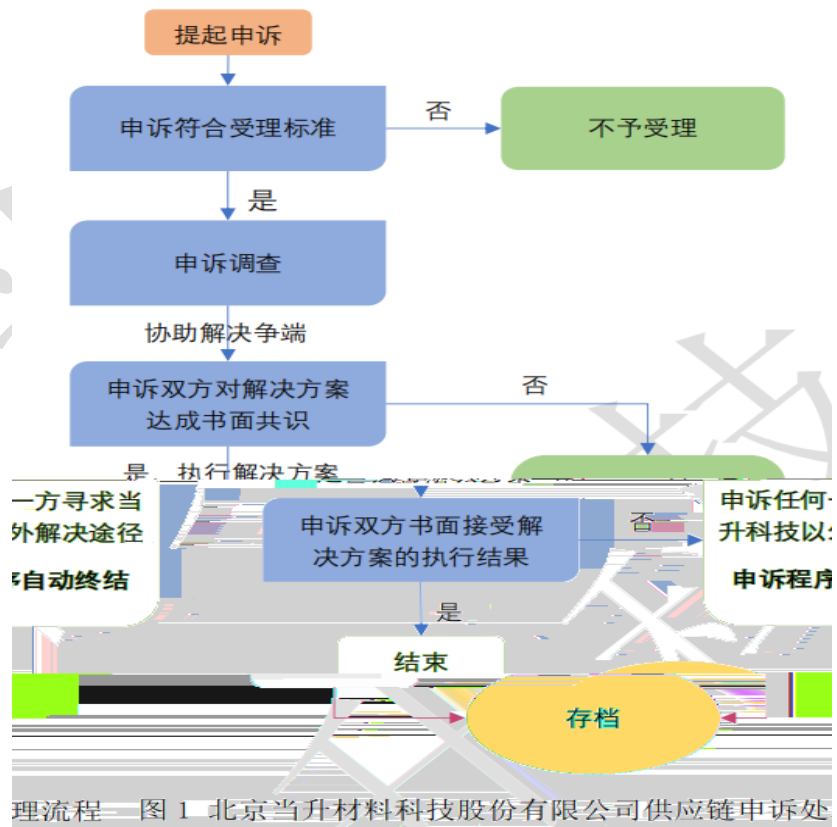 提起申诉
申诉符合受理标准
否
不予受理
是
申诉调查
协助解决争端
申诉双方对解决方案
达成书面共识
否
是，执行解决方案
一方寻求当
外解决途径
序自动终结
申诉双方书面接受解
决方案的执行结果
否
申诉任何
升科技以
申诉程序
是
结束
存档
理流程 图 1 北京当升材料科技股份有限公司供应链申诉处